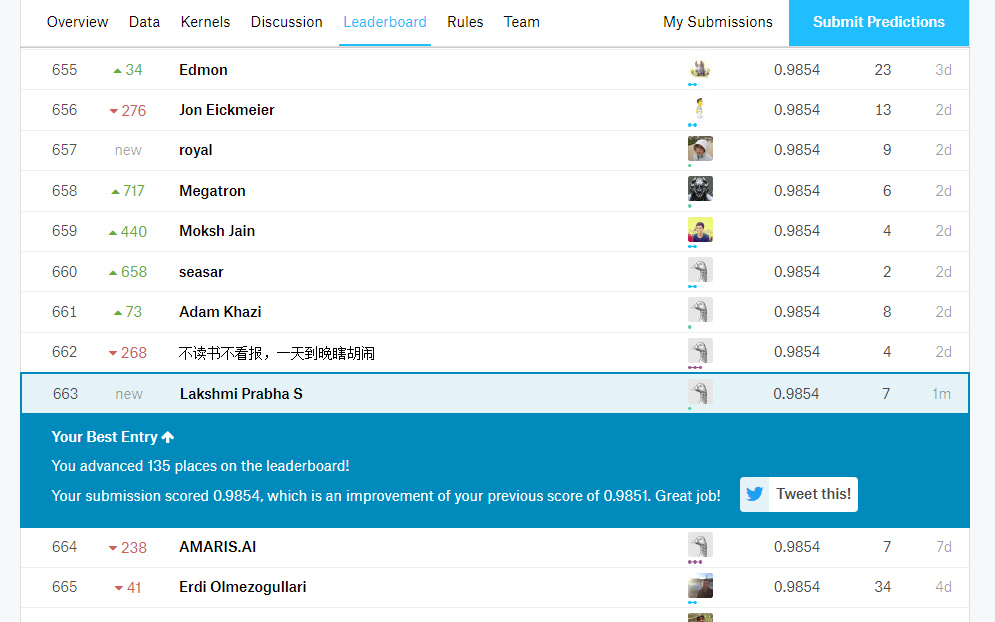 Overview Data Kernels Discussion Leaderboard Rules Team My Submissions Submit Predictions
655 34 Edmon 0.9854 23 3d
656 276 Jon Eickmeier 0.9854 13 2d
657 new royal 0.9854 9 2d
658 717 Megatron 0.9854 6 2d
659 440 Moksh Jain 0.9854 4 2d
660 658 seasar 0.9854 2 2d
661 73 Adam Khazi 0.9854 8 2d
662 268 不读书不看报，一天到晚瞎胡闹 0.9854 4 2d
663 new Lakshmi Prabha S 0.9854 7 1m
Your Best Entry
You advanced 135 places on the leaderboard!
Your submission scored 0.9854, which is an improvement of your previous score of 0.9851. Great job! Tweet this!
664 238 AMARIS.AI 0.9854 7 7d
665 41 Erdi Olmezogullari 0.9854 34 4d